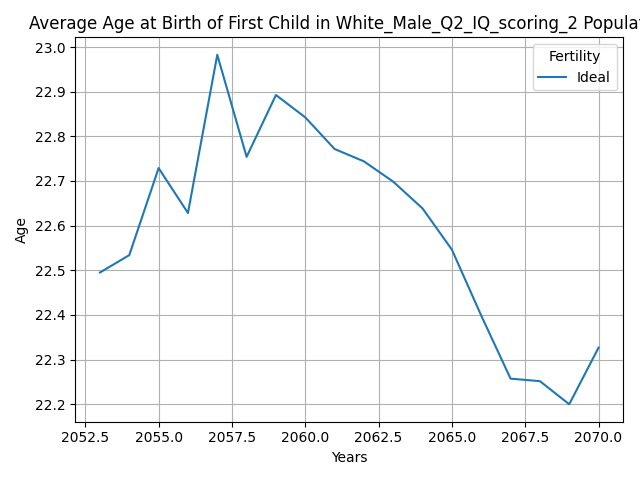 Average Age at Birth of First Child in White_Male_Q2_IQ_scoring_2
Fertility
Ideal
23.0
22.9
22.8
22.7
22.6
22.5
22.4
22.3
22.2
Age
2052.5 2055.0 2057.5 2060.0 2062.5 2065.0 2067.5 2070.0
Years